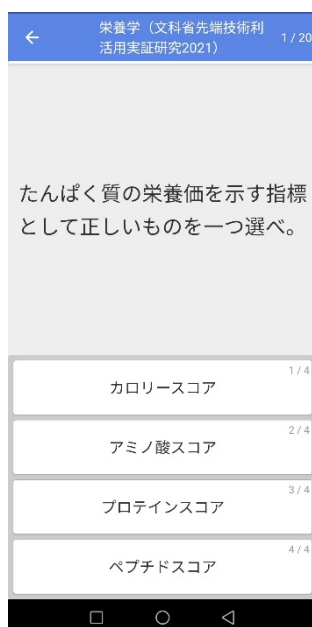 栄養学（文科省先端技術利
活用実証研究2021）
1 / 20
たんぱく質の栄養価を示す指標
として正しいものを一つ選べ。
1 / 4
カロリースコア
2 / 4
アミノ酸スコア
3 / 4
プロテインスコア
4 / 4
ペプチドスコア